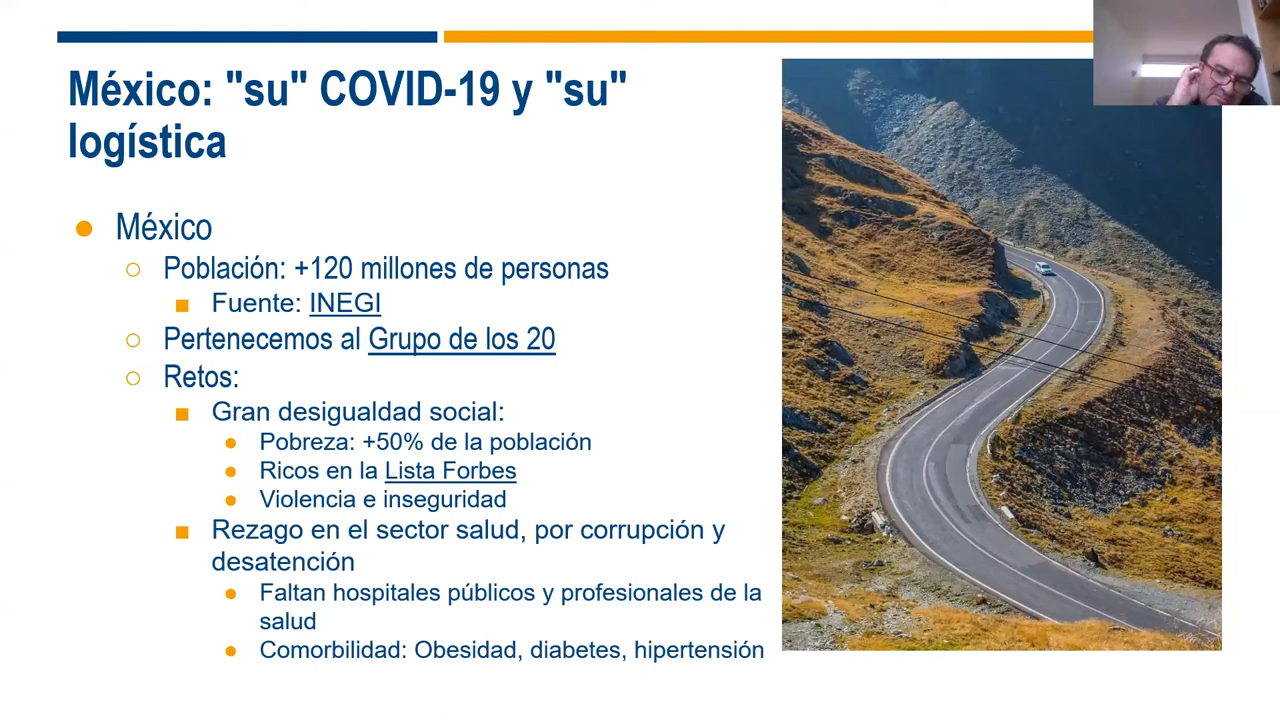 México: "su" COVID-19 y "su"
logística
● México
○ Población: +120 millones de personas
■ Fuente: INEGI
○ Pertenecemos al Grupo de los 20
○ Retos:
■ Gran desigualdad social:
● Pobreza: +50% de la población
● Ricos en la Lista Forbes
● Violencia e inseguridad
■ Rezago en el sector salud, por corrupción y
desatención
● Faltan hospitales públicos y profesionales de la
salud
● Comorbilidad: Obesidad, diabetes, hipertensión